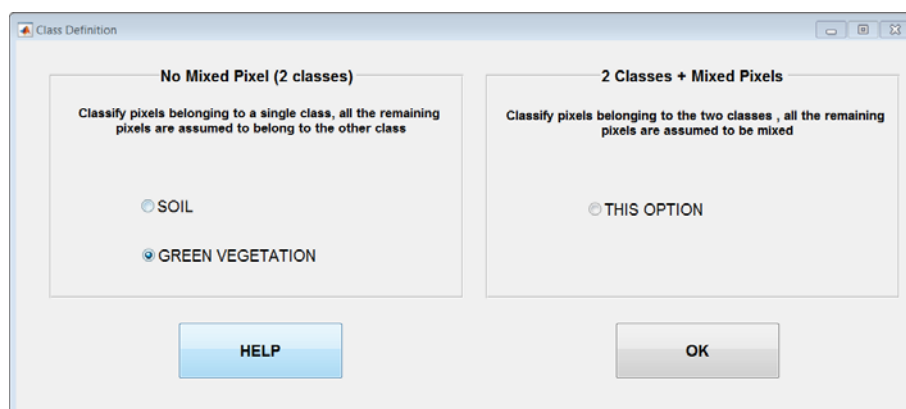 Class Definition
No Mixed Pixel (2 classes)
Classify pixels belonging to a single class, all the remaining
pixels are assumed to belong to the other class
SOIL
GREEN VEGETATION
2 Classes + Mixed Pixels
Classify pixels belonging to the two classes , all the remaining
pixels are assumed to be mixed
THIS OPTION
HELP
OK